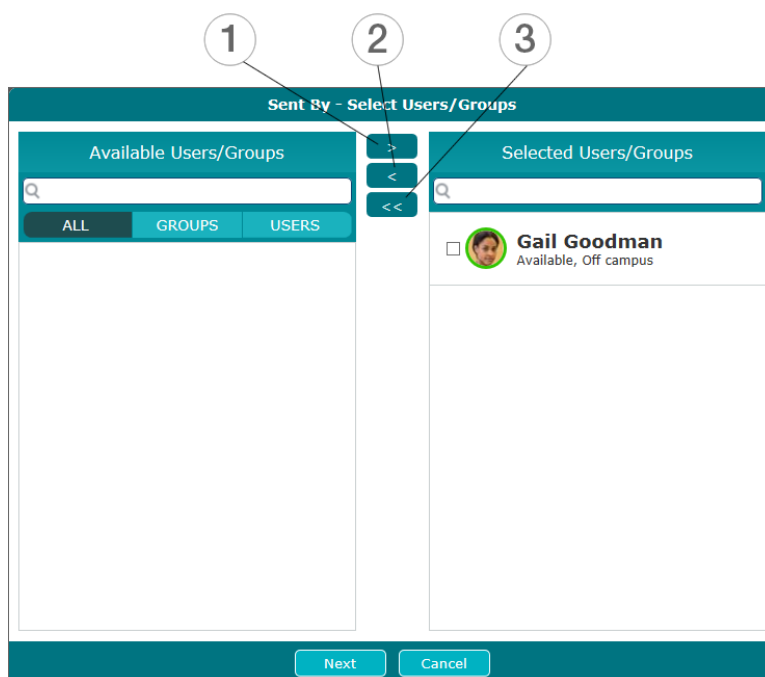 1 2 3
Sent By - Select Users/Groups
Available Users/Groups
ALL GROUPS USERS
>
<
<<
Selected Users/Groups
Gail Goodman
Available, Off campus
Next Cancel